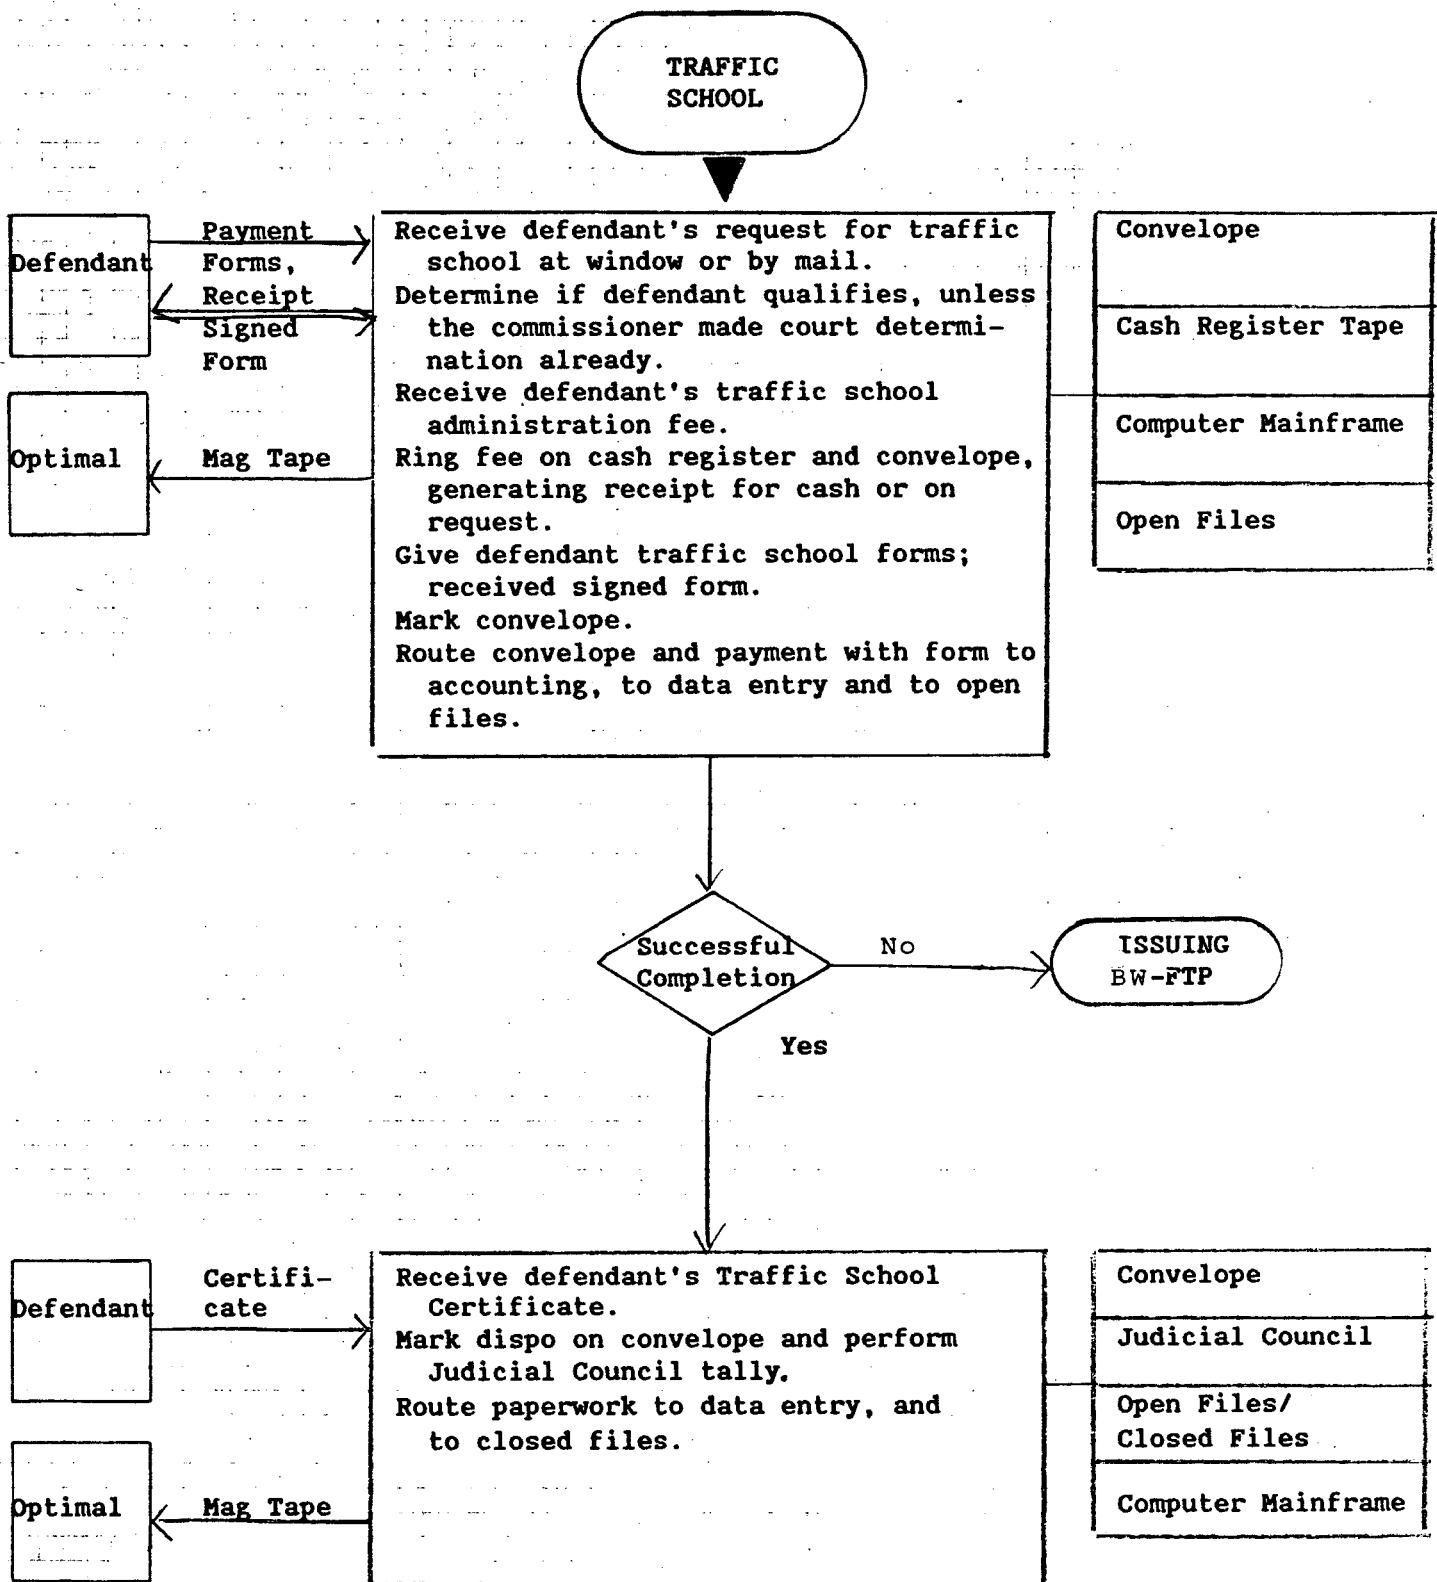 TRAFFIC
SCHOOL
Defendant
Payment
Forms,
Receipt
Signed
Form
Optimal
Mag Tape
Receive defendant's request for traffic
school at window or by mail.
Determine if defendant qualifies, unless
the commissioner made court determi-
nation already.
Receive defendant's traffic school
administration fee.
Ring fee on cash register and convelope,
generating receipt for cash or on
request.
Give defendant traffic school forms;
received signed form.
Mark convelope.
Route convelope and payment with form to
accounting, to data entry and to open
files.
Convelope
Cash Register Tape
Computer Mainframe
Open Files
Successful
Completion
No
ISSUING
BW-FTP
Yes
Defendant
Certifi-
cate
Optimal
Mag Tape
Receive defendant's Traffic School
Certificate.
Mark dispo on convelope and perform
Judicial Council tally.
Route paperwork to data entry, and
to closed files.
Convelope
Judicial Council
Open Files/
Closed Files
Computer Mainframe